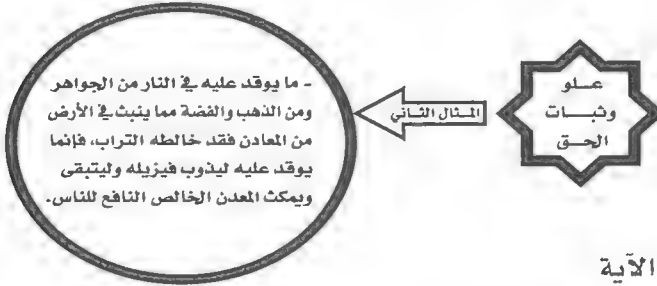 علو
وثبات
الحق
المثال الثاني
- ما يوقد عليه في النار من الجواهر
ومن الذهب والفضة مما ينبث في الأرض
من المعادن فقد خالطه التراب، فإنما
يوقد عليه ليذوب فيزيله وليتبقى
ويمكث المعدن الخالص النافع للناس.
الآية